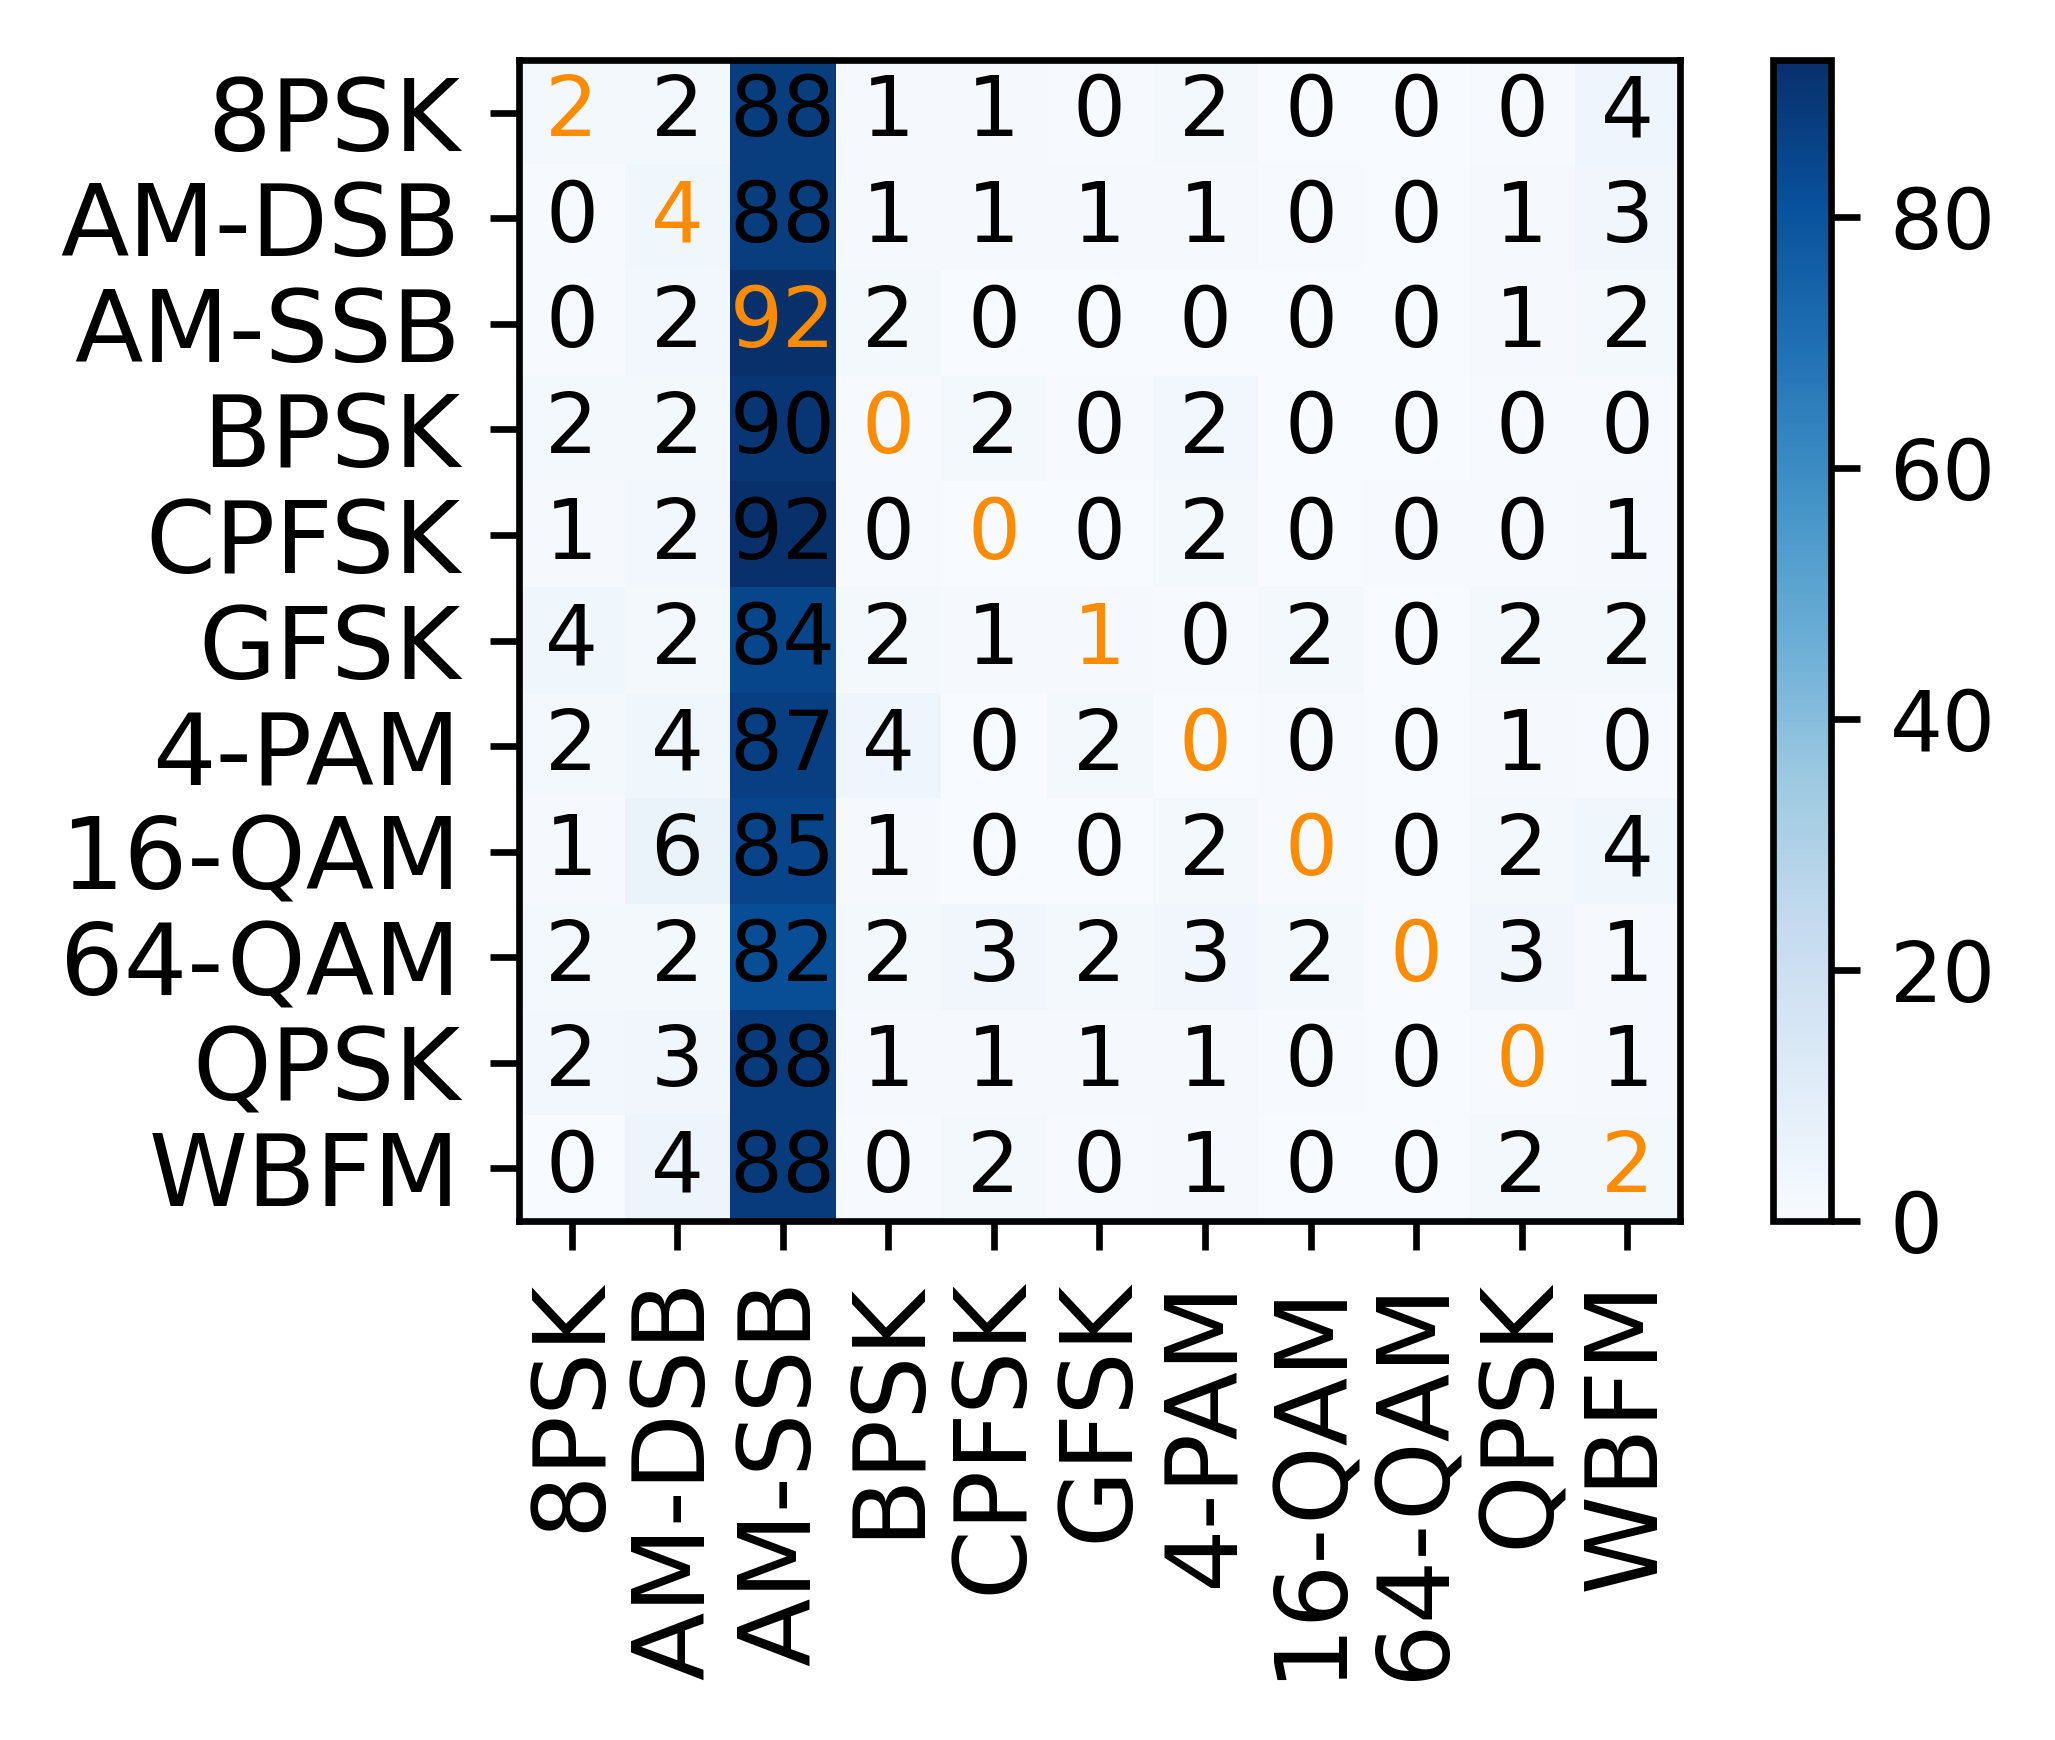 8PSK 2 2 88 1 1 0 2 0 0 0 4
AM-DSB 0 4 88 1 1 1 1 0 0 1 3
AM-SSB 0 2 92 2 0 0 0 0 0 1 2
BPSK 2 2 90 0 2 0 2 0 0 0 0
CPFSK 1 2 92 0 0 0 2 0 0 0 1
GFSK 4 2 84 2 1 1 0 2 0 2 2
4-PAM 2 4 87 4 0 2 0 0 0 1 0
16-QAM 1 6 85 1 0 0 2 0 0 2 4
64-QAM 2 2 82 2 3 2 3 2 0 3 1
QPSK 2 3 88 1 1 1 1 0 0 0 1
WBFM 0 4 88 0 2 0 1 0 0 2 2
8PSK
AM-DSB
AM-SSB
BPSK
CPFSK
GFSK
4-PAM
16-QAM
64-QAM
QPSK
WBFM
80
60
40
20
0